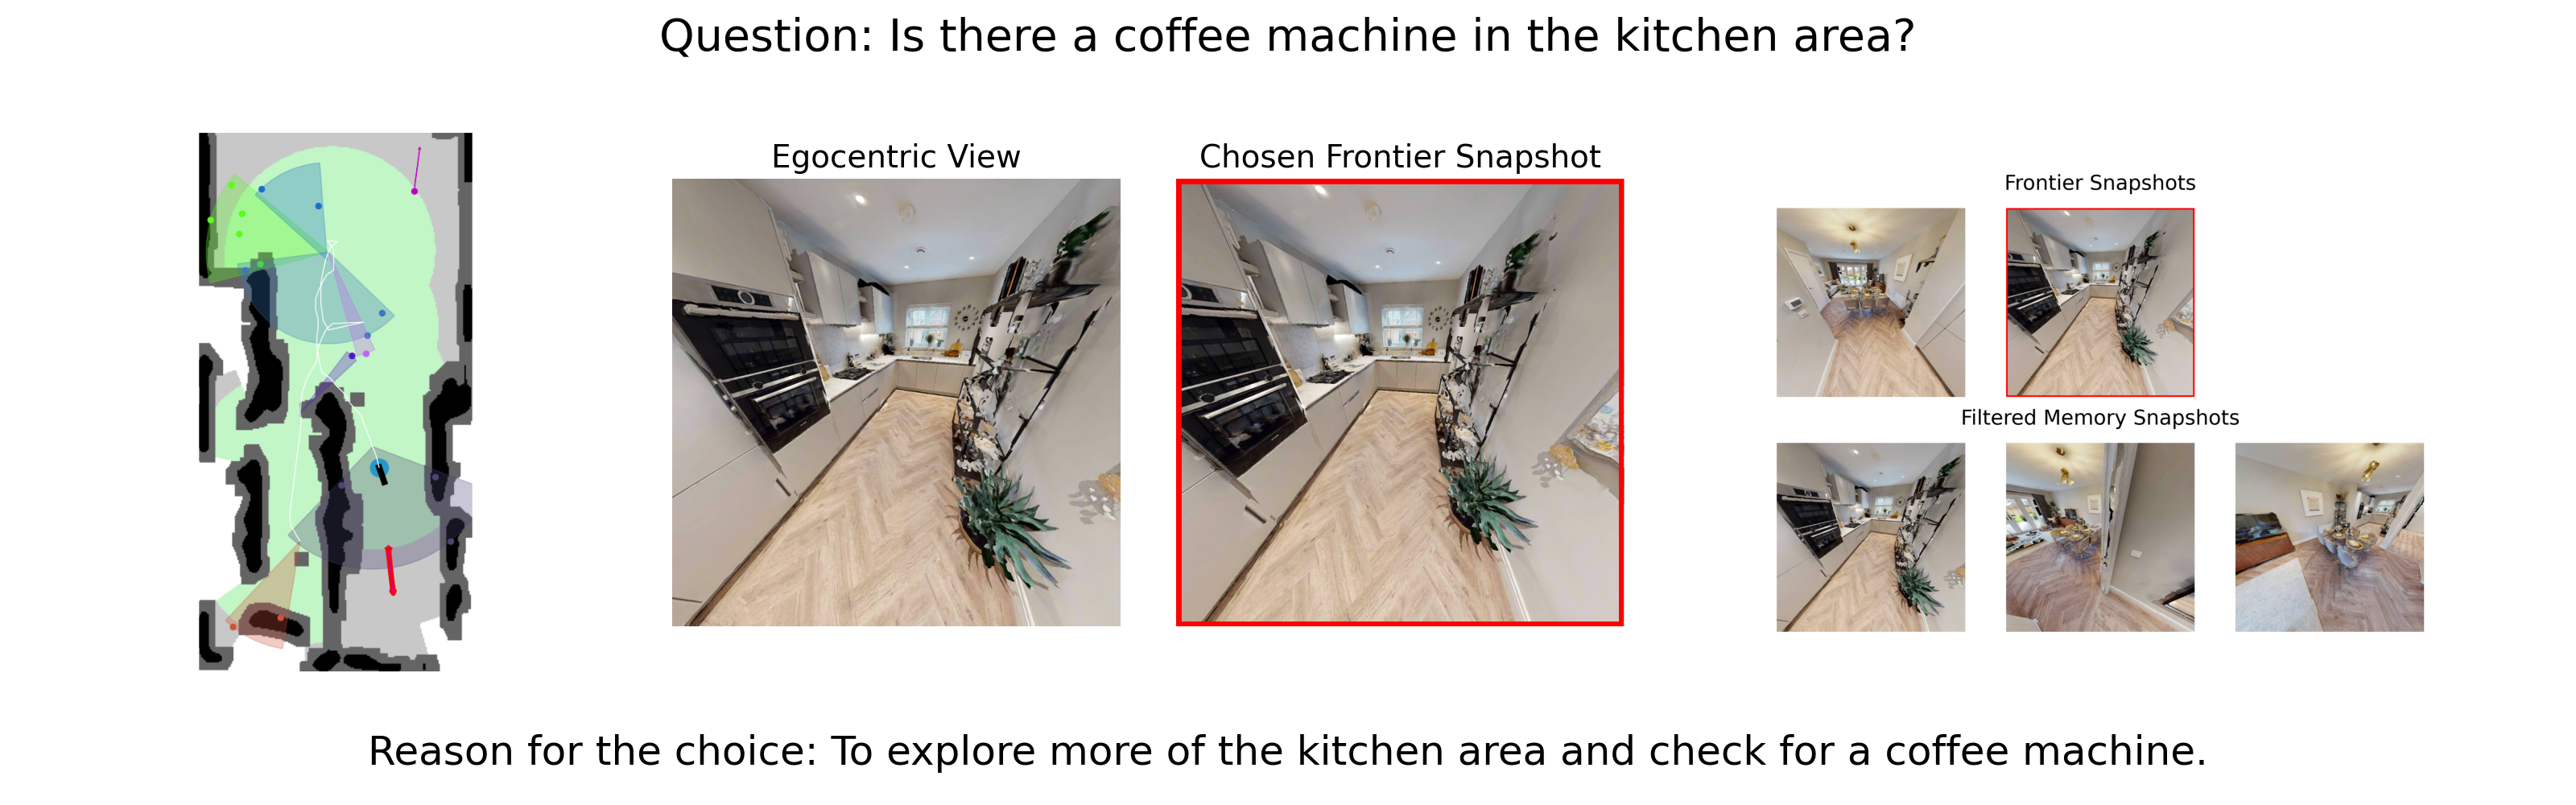 Question: Is there a coffee machine in the kitchen area?
Egocentric View
Chosen Frontier Snapshot
Frontier Snapshots
Filtered Memory Snapshots
Reason for the choice: To explore more of the kitchen area and check for a coffee machine.